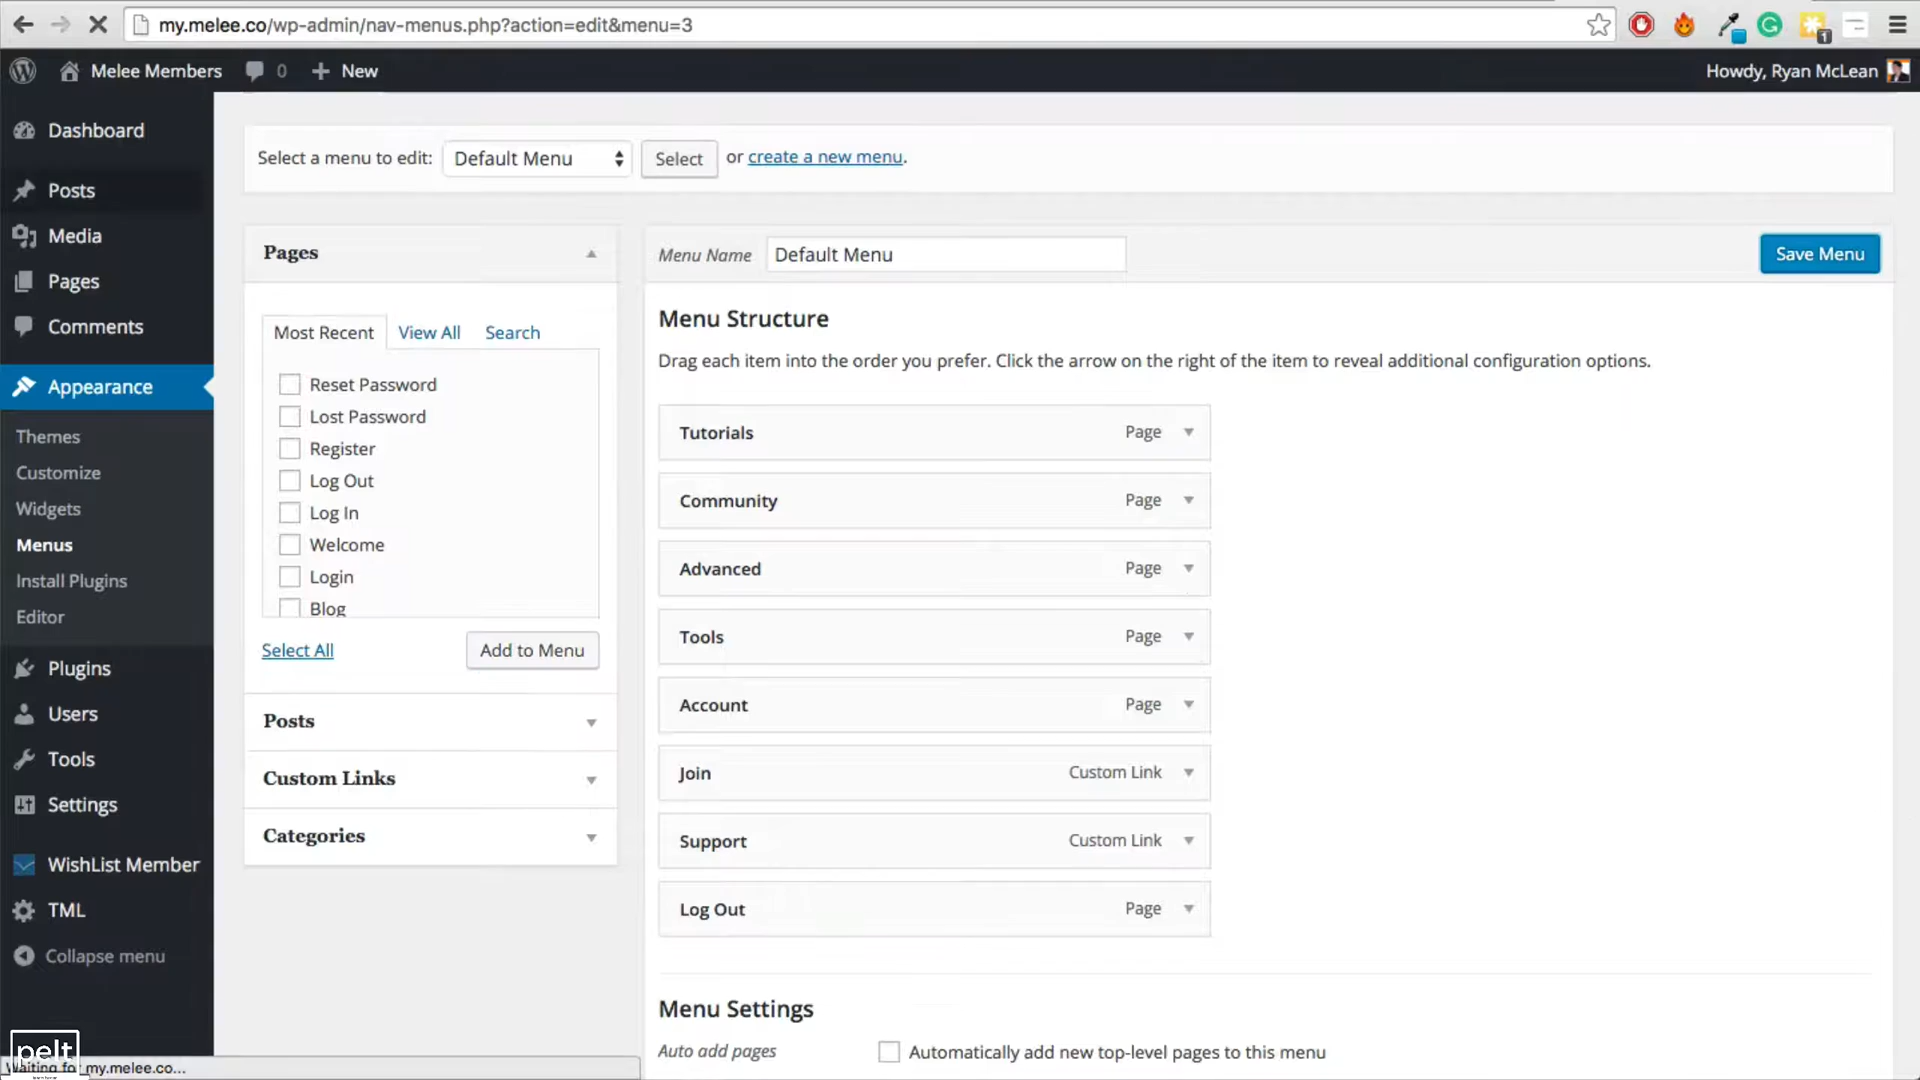 my.melee.co/wp-admin/nav-menus.php?action=edit&menu=3
1
Melee Members
0
New
Howdy, Ryan McLean
Dashboard
Posts
Media
Pages
Comments
Appearance
Themes
Customize
Widgets
Menus
Install Plugins
Editor
Plugins
Users
Tools
Settings
WishList Member
TML
Collapse menu
Select a menu to edit: Default Menu Select or create a new menu.
Pages
Most Recent View All Search
Reset Password
Lost Password
Register
Log Out
Log In
Welcome
Login
Blog
Select All Add to Menu
Posts
Custom Links
Categories
Menu Name Default Menu Save Menu
Menu Structure
Drag each item into the order you prefer. Click the arrow on the right of the item to reveal additional configuration options.
Tutorials Page
Community Page
Advanced Page
Tools Page
Account Page
Join Custom Link
Support Custom Link
Log Out Page
Menu Settings
Auto add pages Automatically add new top-level pages to this menu
pelt
Waiting for my.melee.co...